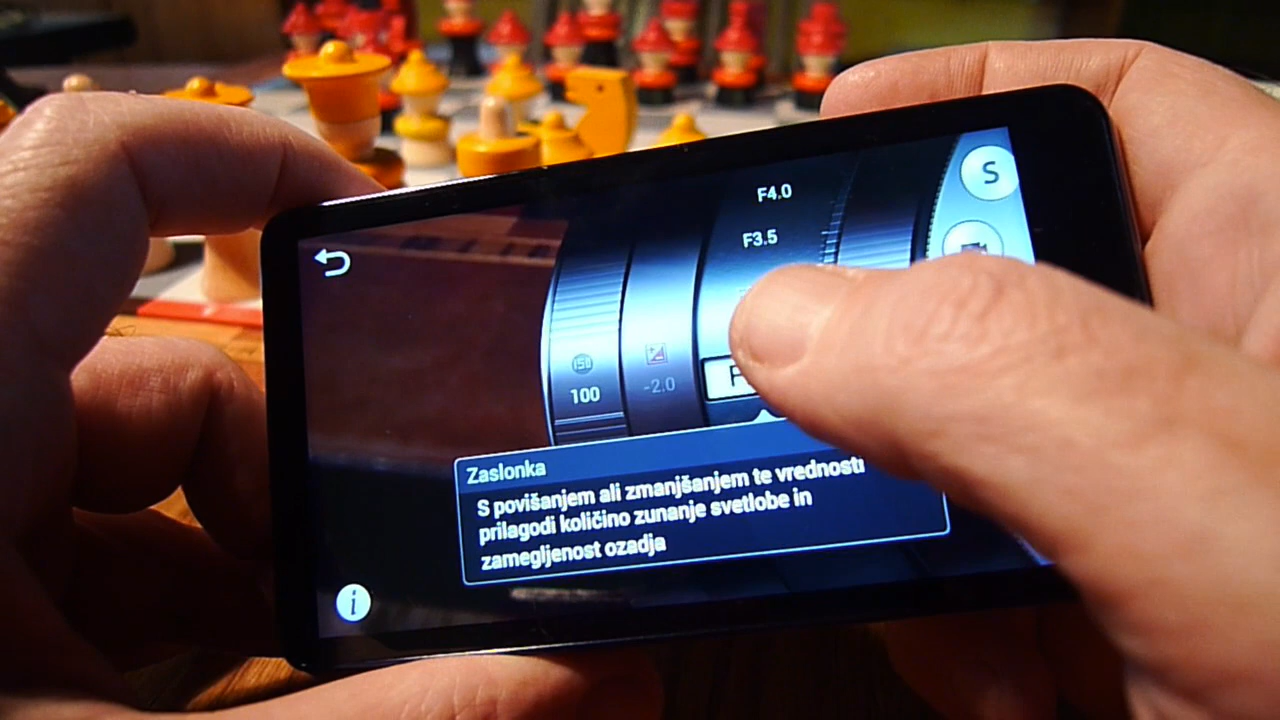 F4.0
S
F3.5
ISO
100
-2.0
F
Zaslonka
S povišanjem ali zmanjšanjem te vrednosti
prilagodi količino zunanje svetlobe in
zamegljenost ozadja
i